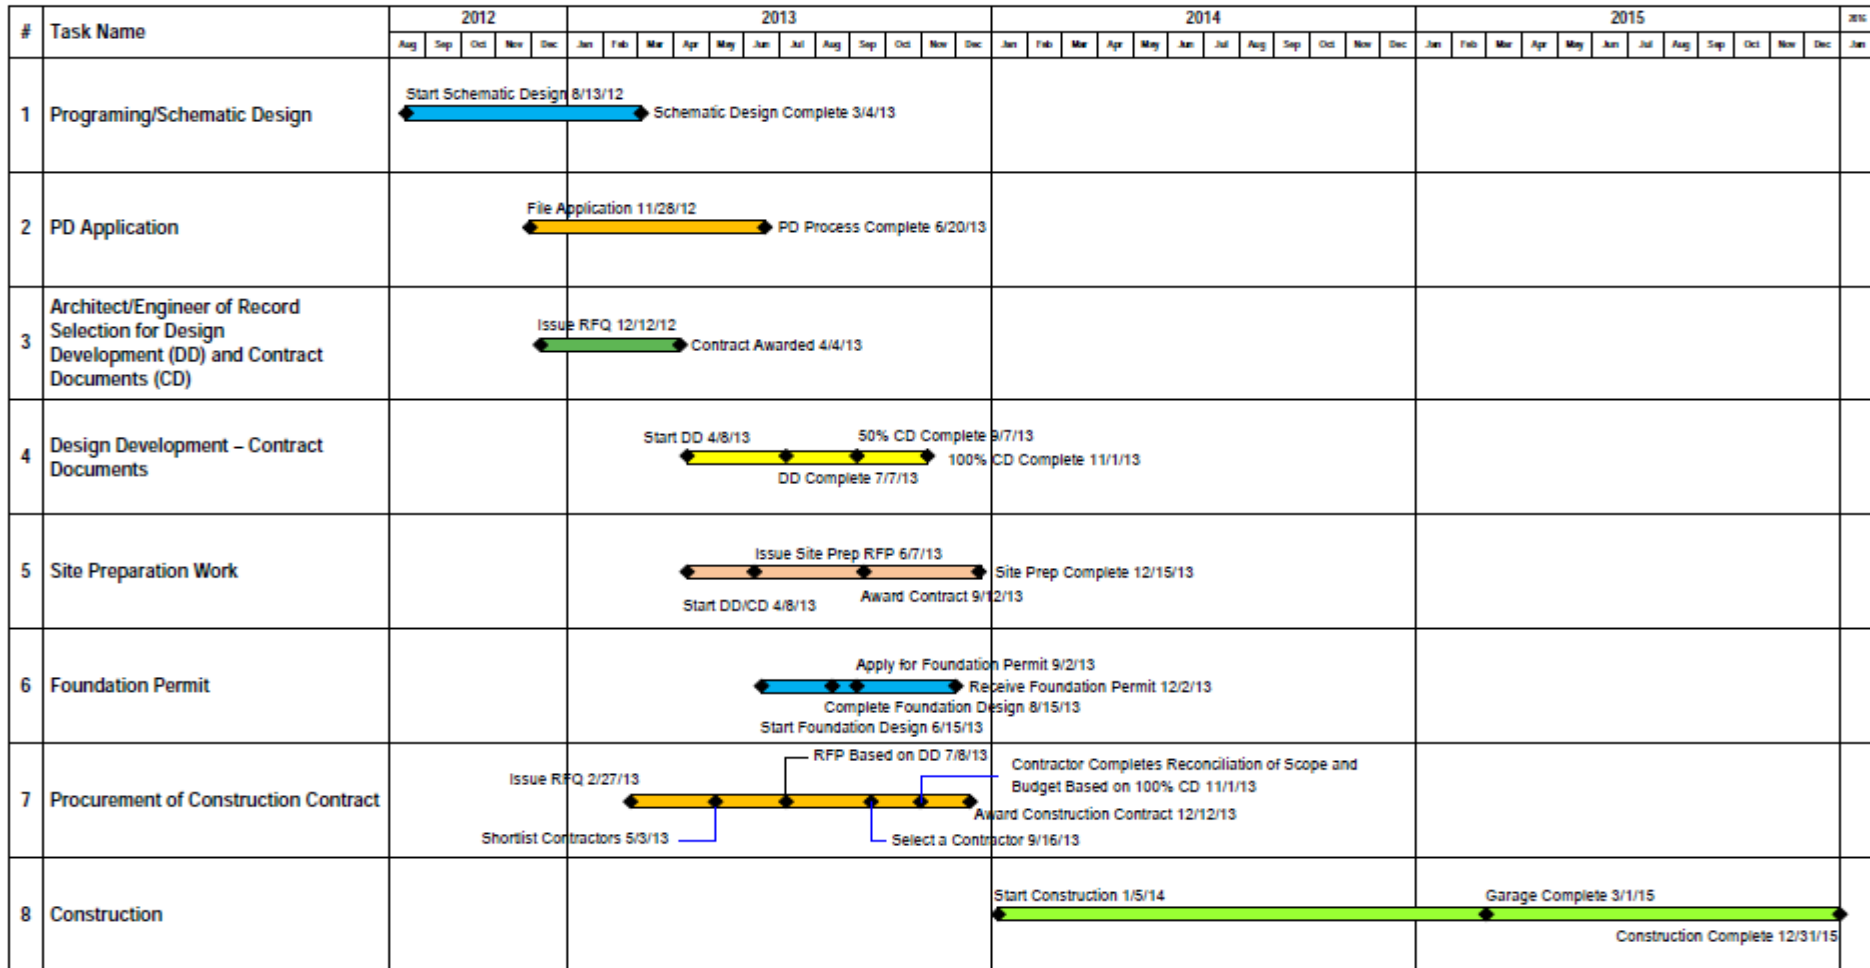 # Task Name 2012 2013 2014 2015 2016
Aug Sep Oct Nov Dec Jan Feb Mar Apr May Jun Jul Aug Sep Oct Nov Dec Jan Feb Mar Apr May Jun Jul Aug Sep Oct Nov Dec Jan Feb Mar Apr May Jun Jul Aug Sep Oct Nov Dec Jan
Start Schematic Design 8/13/12
1 Programing/Schematic Design Schematic Design Complete 3/4/13
File Application 11/28/12
2 PD Application PD Process Complete 6/20/13
Architect/Engineer of Record
Selection for Design
Development (DD) and Contract
Documents (CD)
3
Issue RFQ 12/12/12
Contract Awarded 4/4/13
4
Design Development – Contract
Documents
Start DD 4/8/13
50% CD Complete 9/7/13
100% CD Complete 11/1/13
DD Complete 7/7/13
5 Site Preparation Work
Issue Site Prep RFP 6/7/13
Site Prep Complete 12/15/13
Award Contract 9/12/13
Start DD/CD 4/8/13
6 Foundation Permit
Apply for Foundation Permit 9/2/13
Receive Foundation Permit 12/2/13
Complete Foundation Design 8/15/13
Start Foundation Design 6/15/13
7 Procurement of Construction Contract
RFP Based on DD 7/8/13
Issue RFQ 2/27/13
Contractor Completes Reconciliation of Scope and
Budget Based on 100% CD 11/1/13
Award Construction Contract 12/12/13
Shortlist Contractors 5/3/13
Select a Contractor 9/16/13
8 Construction
Start Construction 1/5/14
Garage Complete 3/1/15
Construction Complete 12/31/15